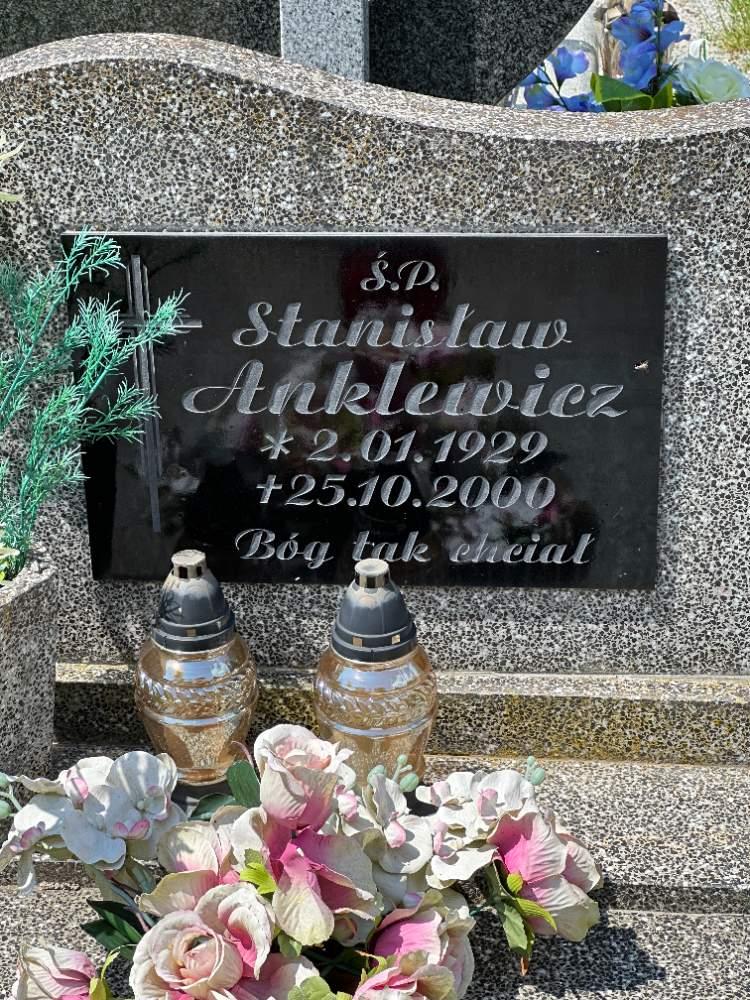 Ś.P.
Stanisław
Anklewicz
* 2.01.1929
+25.10.2000
Bóg tak chciał